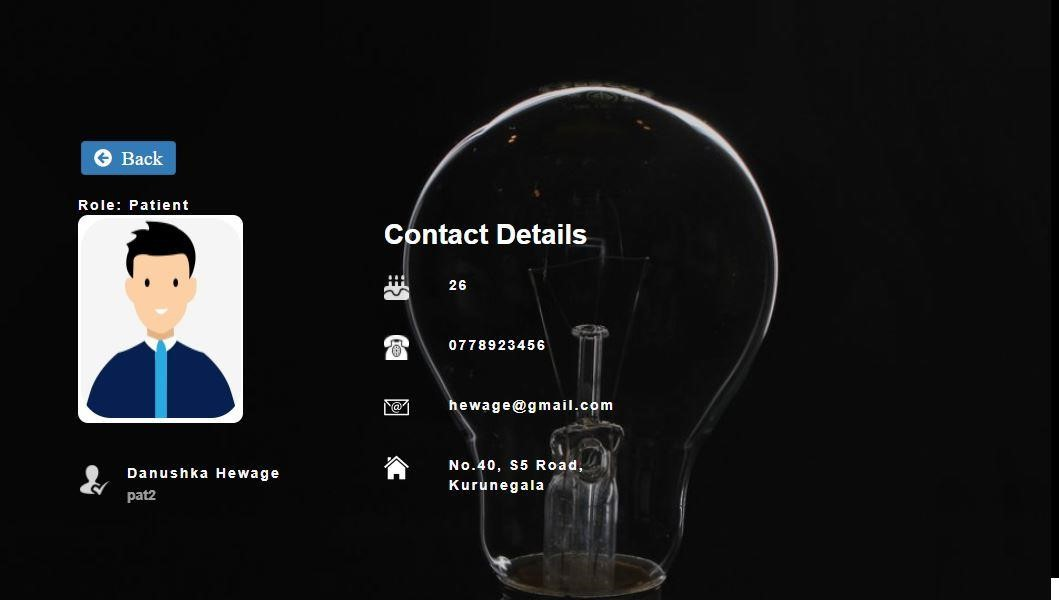 Back
Role: Patient
Contact Details
26
0778923456
hewage@gmail.com
No.40, S5 Road,
Kurunegala
Danushka Hewage
pat2